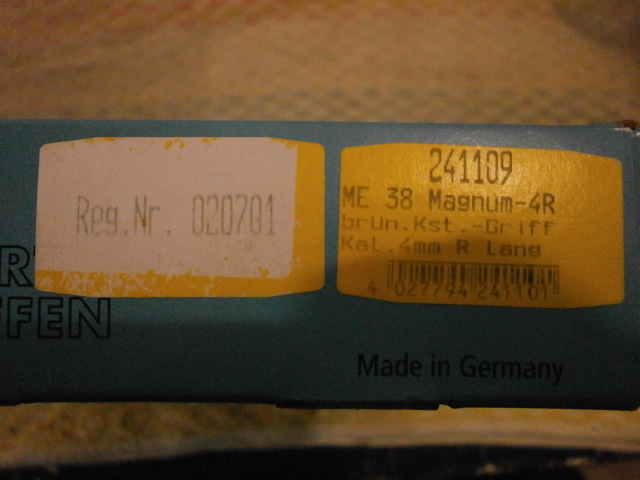 Reg.Nr. 020701
241109
ME 38 Magnum-4R
brün.Kst.-Griff
Kal.4mm R lang
4 027794 241101
FFEN
Made in Germany